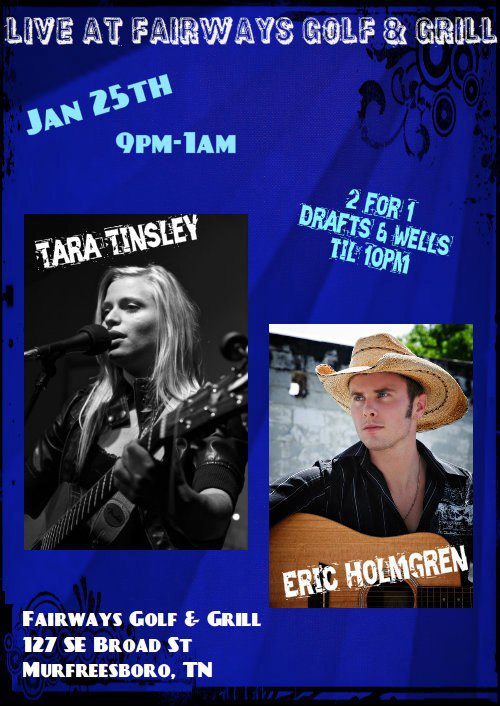 LIVE AT FAIRWAYS GOLF & GRILL
JAN 25TH
9PM-1AM
2 FOR 1
DRAFTS & WELLS
TIL 10PM
TARA TINSLEY
ERIC HOLMGREN
FAIRWAYS GOLF & GRILL
127 SE BROAD ST
MURFREESBORO, TN